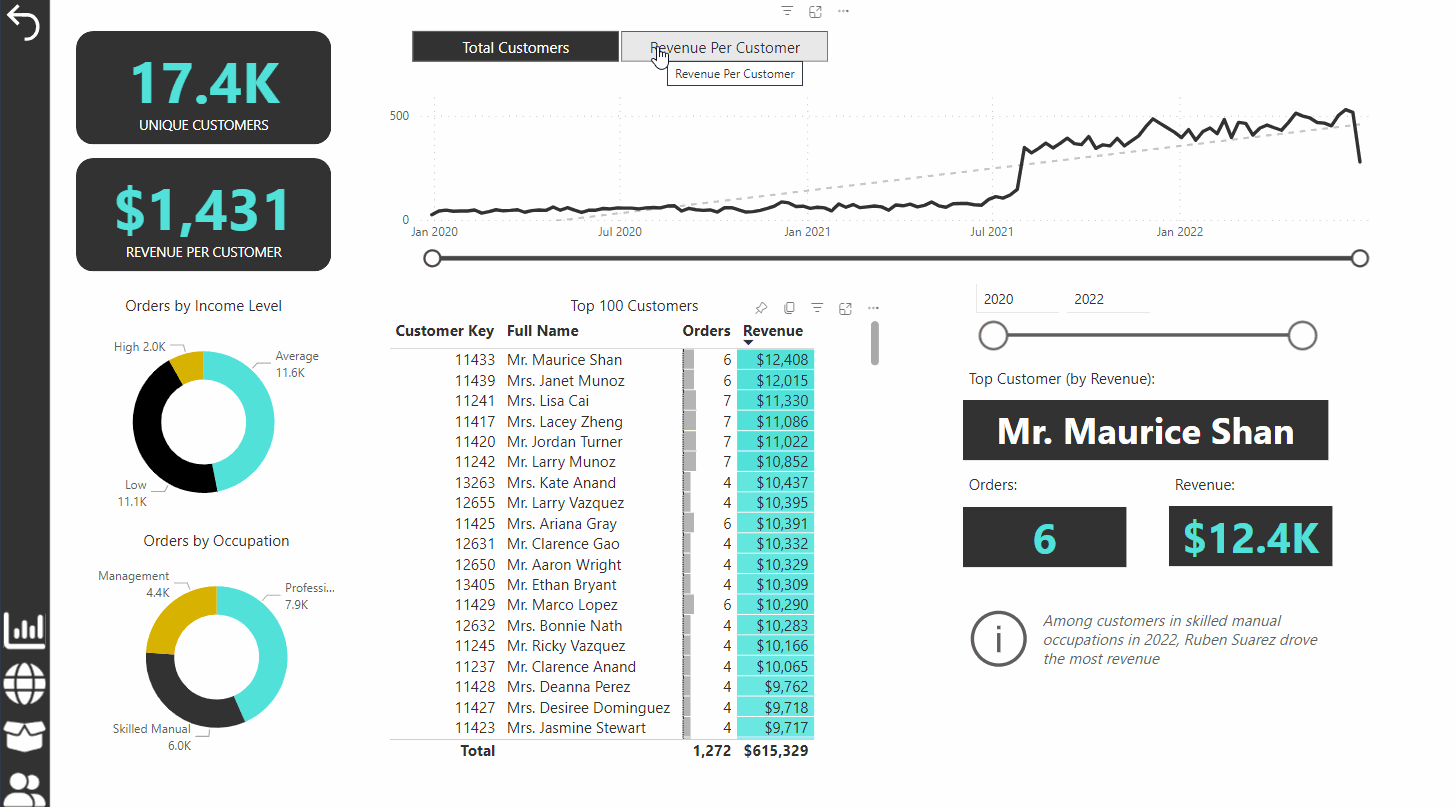 17.4K
UNIQUE CUSTOMERS
$1,431
REVENUE PER CUSTOMER
Total Customers
Revenue Per Customer
Revenue Per Customer
500
0
Jan 2020
Jul 2020
Jan 2021
Jul 2021
Jan 2022
Orders by Income Level
High 2.0K
Average
11.6K
Low
11.1K
Orders by Occupation
Management
4.4K
Professi...
7.9K
Skilled Manual
6.0K
Top 100 Customers
Customer Key Full Name Orders Revenue
11433 Mr. Maurice Shan 6 $12,408
11439 Mrs. Janet Munoz 6 $12,015
11241 Mrs. Lisa Cai 7 $11,330
11417 Mrs. Lacey Zheng 7 $11,086
11420 Mr. Jordan Turner 7 $11,022
11242 Mr. Larry Munoz 7 $10,852
13263 Mrs. Kate Anand 4 $10,437
12655 Mr. Larry Vazquez 4 $10,395
11425 Mrs. Ariana Gray 6 $10,391
12631 Mr. Clarence Gao 4 $10,332
12650 Mr. Aaron Wright 4 $10,329
13405 Mr. Ethan Bryant 4 $10,309
11429 Mr. Marco Lopez 6 $10,290
12632 Mrs. Bonnie Nath 4 $10,283
11245 Mr. Ricky Vazquez 4 $10,166
11237 Mr. Clarence Anand 4 $10,065
11428 Mrs. Deanna Perez 4 $9,762
11427 Mrs. Desiree Dominguez 4 $9,718
11423 Mrs. Jasmine Stewart 4 $9,717
Total 1,272 $615,329
2020
2022
Top Customer (by Revenue):
Mr. Maurice Shan
Orders:
Revenue:
6
$12.4K
Among customers in skilled manual
occupations in 2022, Ruben Suarez drove
the most revenue